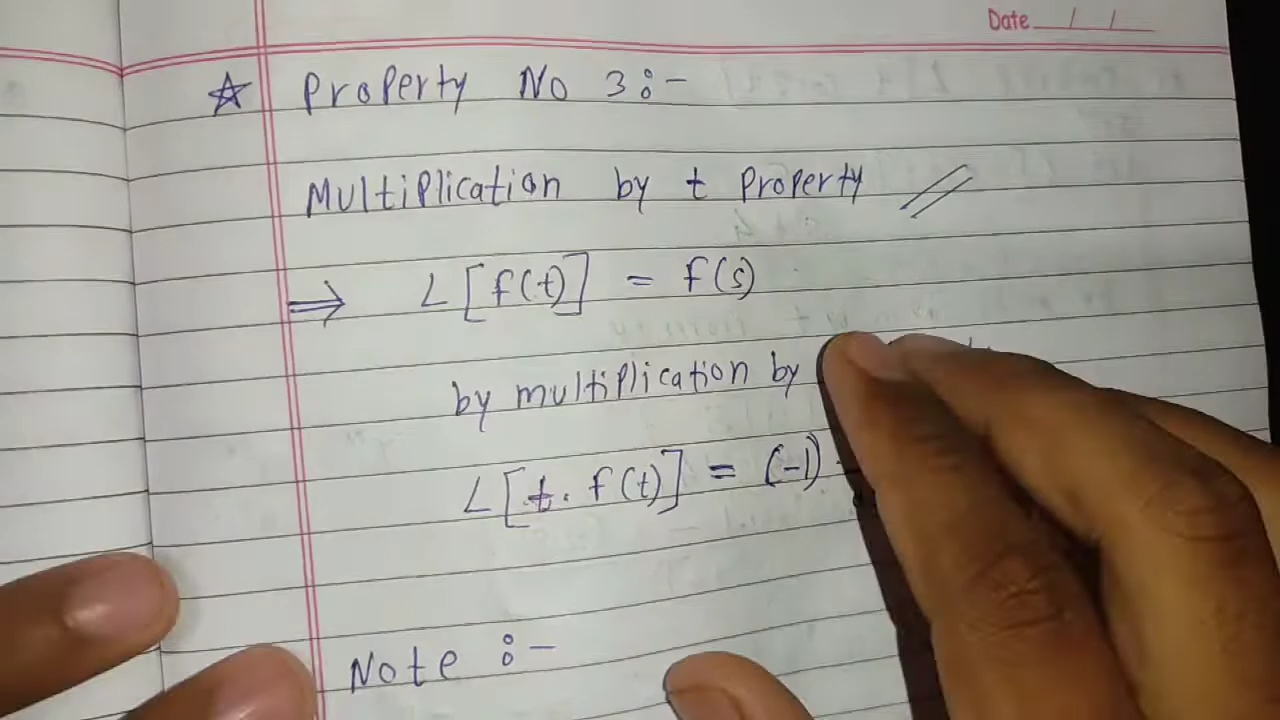 Date / /
☆ Property No 3:-
Multiplication by t Property //
⇒ L[f(t)] = f(s)
by multiplication by
L[t. f(t)] = (-1)
Note :-